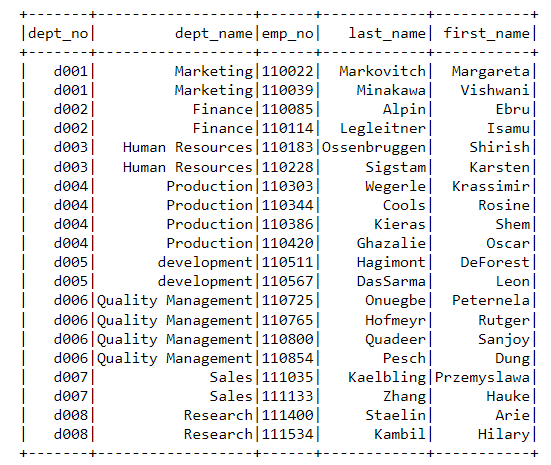 +-------+------------------+------+------------+----------+
|dept_no|         dept_name|emp_no|   last_name|first_name|
+-------+------------------+------+------------+----------+
|   d001|         Marketing|110022|  Markovitch| Margareta|
|   d001|         Marketing|110039|    Minakawa|  Vishwani|
|   d002|           Finance|110085|       Alpin|      Ebru|
|   d002|           Finance|110114|  Legleitner|     Isamu|
|   d003|   Human Resources|110183|Ossenbruggen|   Shirish|
|   d003|   Human Resources|110228|     Sigstam|   Karsten|
|   d004|        Production|110303|     Wegerle| Krassimir|
|   d004|        Production|110344|       Cools|    Rosine|
|   d004|        Production|110386|      Kieras|      Shem|
|   d004|        Production|110420|    Ghazalie|     Oscar|
|   d005|       development|110511|    Hagimont|  DeForest|
|   d005|       development|110567|    DasSarma|      Leon|
|   d006|Quality Management|110725|     Onuegbe| Peternela|
|   d006|Quality Management|110765|     Hofmeyr|    Rutger|
|   d006|Quality Management|110800|     Quadeer|    Sanjoy|
|   d006|Quality Management|110854|       Pesch|      Dung|
|   d007|             Sales|111035|   Kaelbling|Przemyslawa|
|   d007|             Sales|111133|       Zhang|     Hauke|
|   d008|          Research|111400|     Staelin|      Arie|
|   d008|          Research|111534|      Kambil|    Hilary|
+-------+------------------+------+------------+----------+